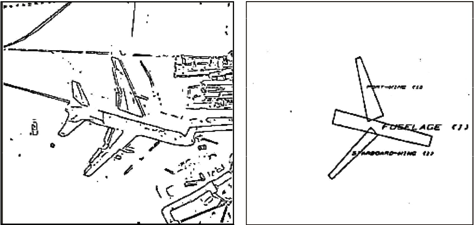 PORT-WING (1)
FUSELAGE (1)
STARBOARD-WING (1)